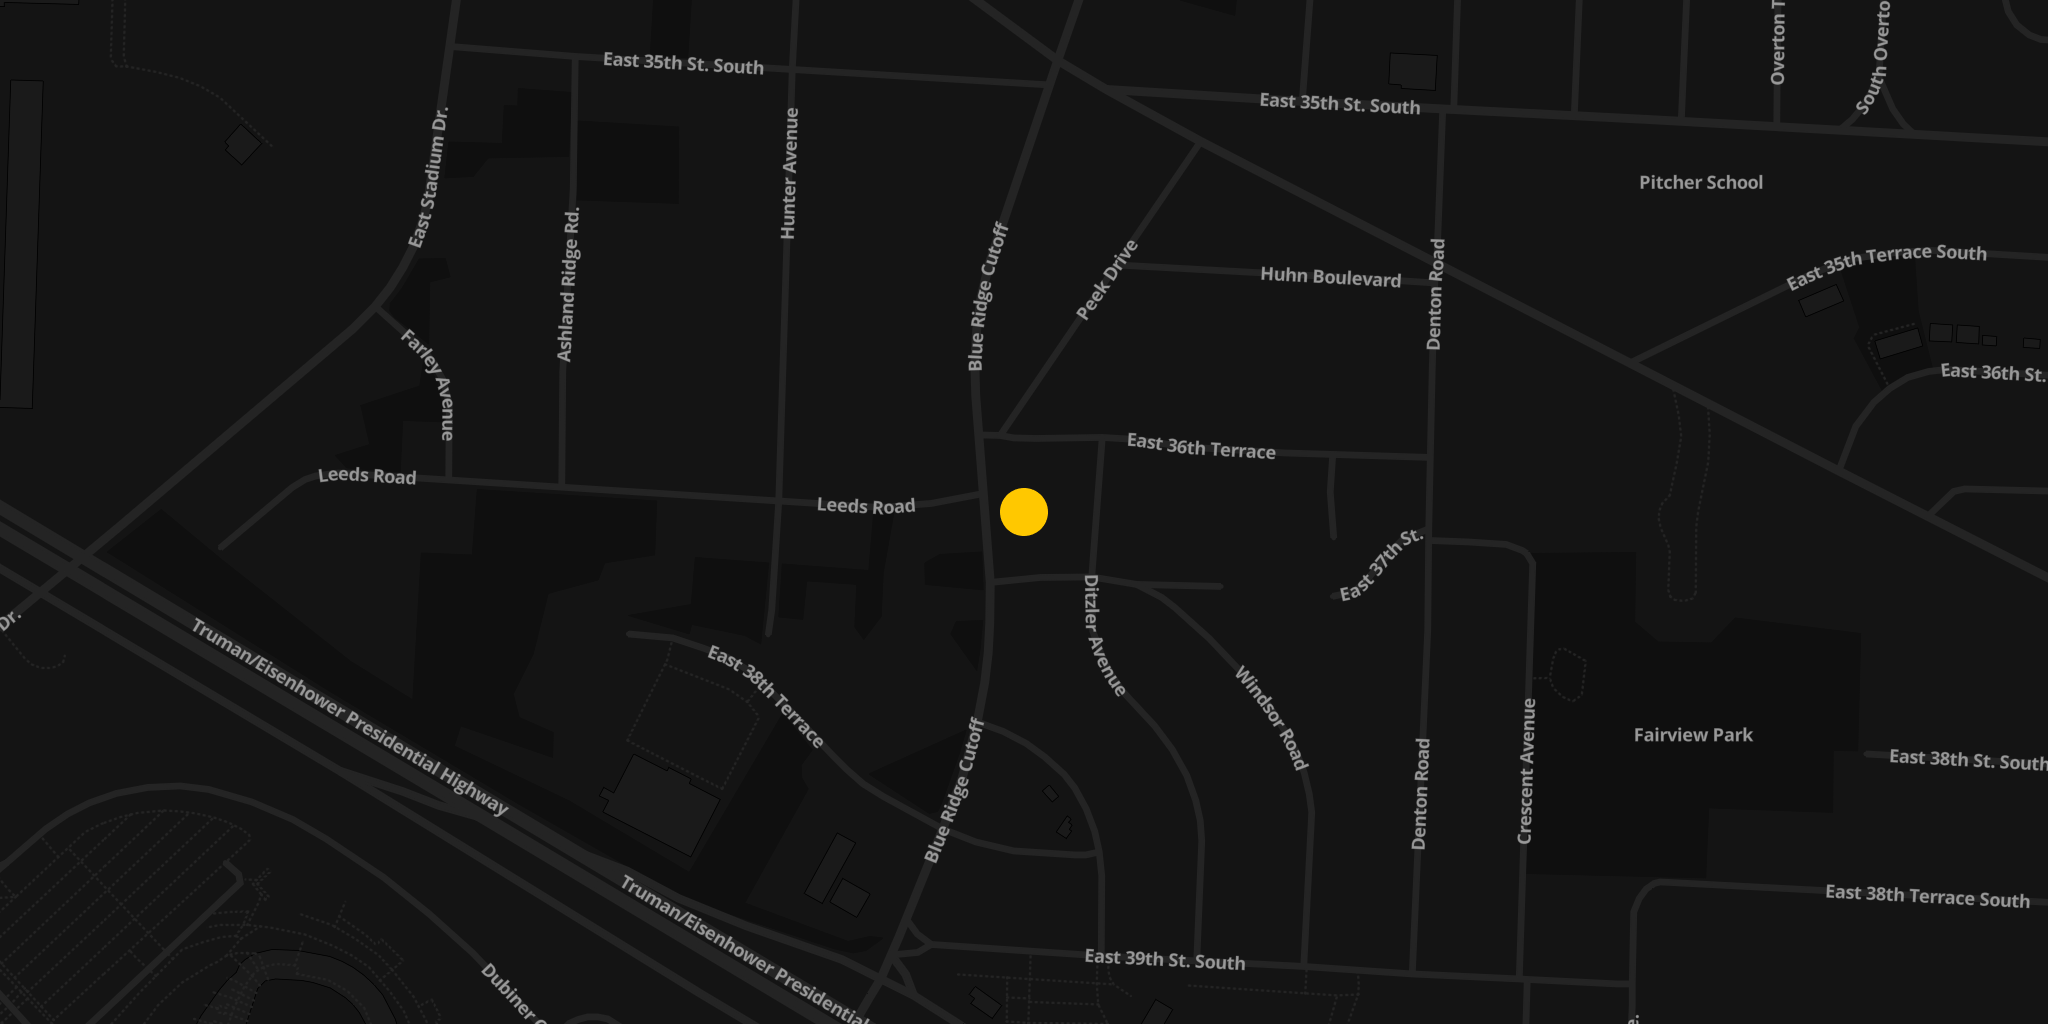 East 35th St. South
East 35th St. South
Overton T
South Overto
East Stadium Dr.
Hunter Avenue
Pitcher School
Ashland Ridge Rd.
Blue Ridge Cutoff
Peek Drive
Huhn Boulevard
Denton Road
East 35th Terrace South
Farley Avenue
East 36th St.
East 36th Terrace
Leeds Road
Leeds Road
East 37th St.
Dr.
Truman/Eisenhower Presidential Highway
East 38th Terrace
Ditzler Avenue
Windsor Road
Blue Ridge Cutoff
Denton Road
Crescent Avenue
Fairview Park
East 38th St. South
Truman/Eisenhower Presidential
East 38th Terrace South
East 39th St. South
Dubiner